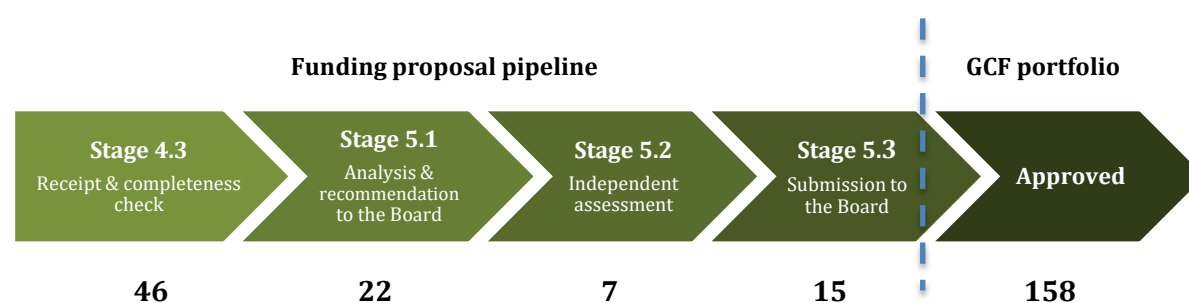 Funding proposal pipeline
GCF portfolio
Stage 4.3
Receipt & completeness
check
Stage 5.1
Analysis &
recommendation
to the Board
Stage 5.2
Independent
assessment
Stage 5.3
Submission to
the Board
Approved
46
22
7
15
158